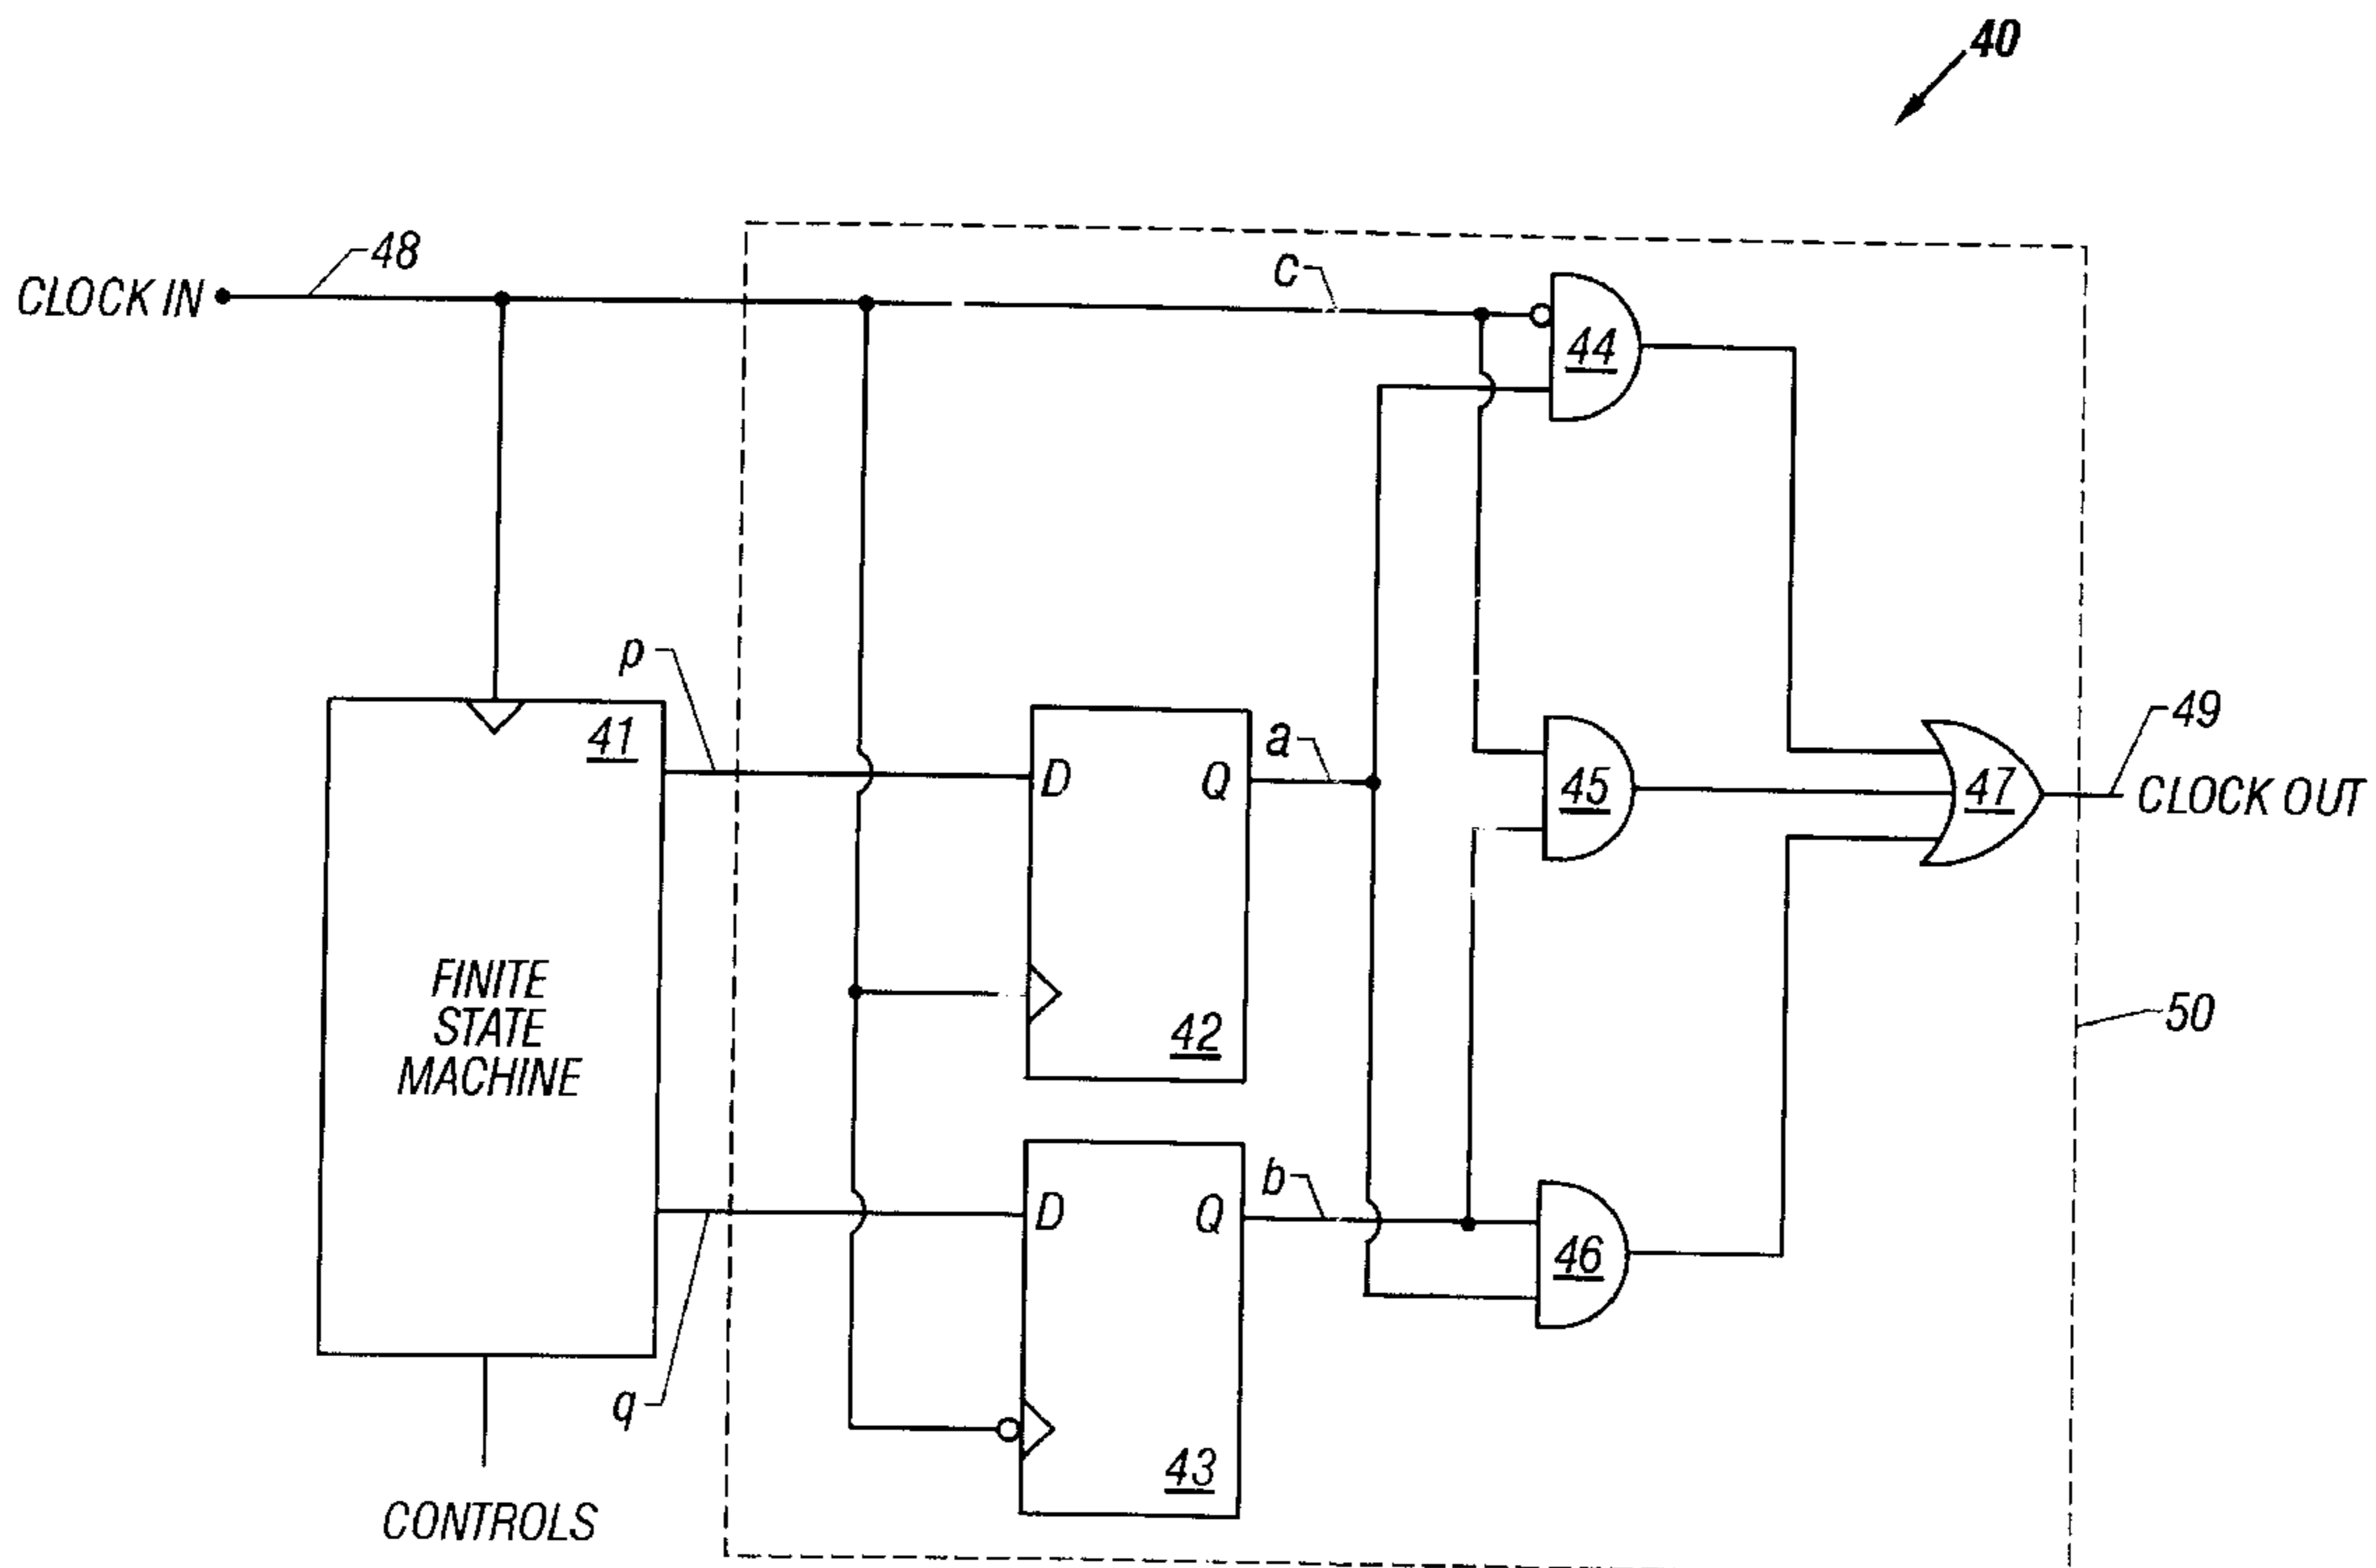 40
48
CLOCK IN
c
44
p
41
a
49
D
Q
45
47
CLOCK OUT
FINITE
STATE
MACHINE
42
50
b
D
Q
46
q
43
CONTROLS